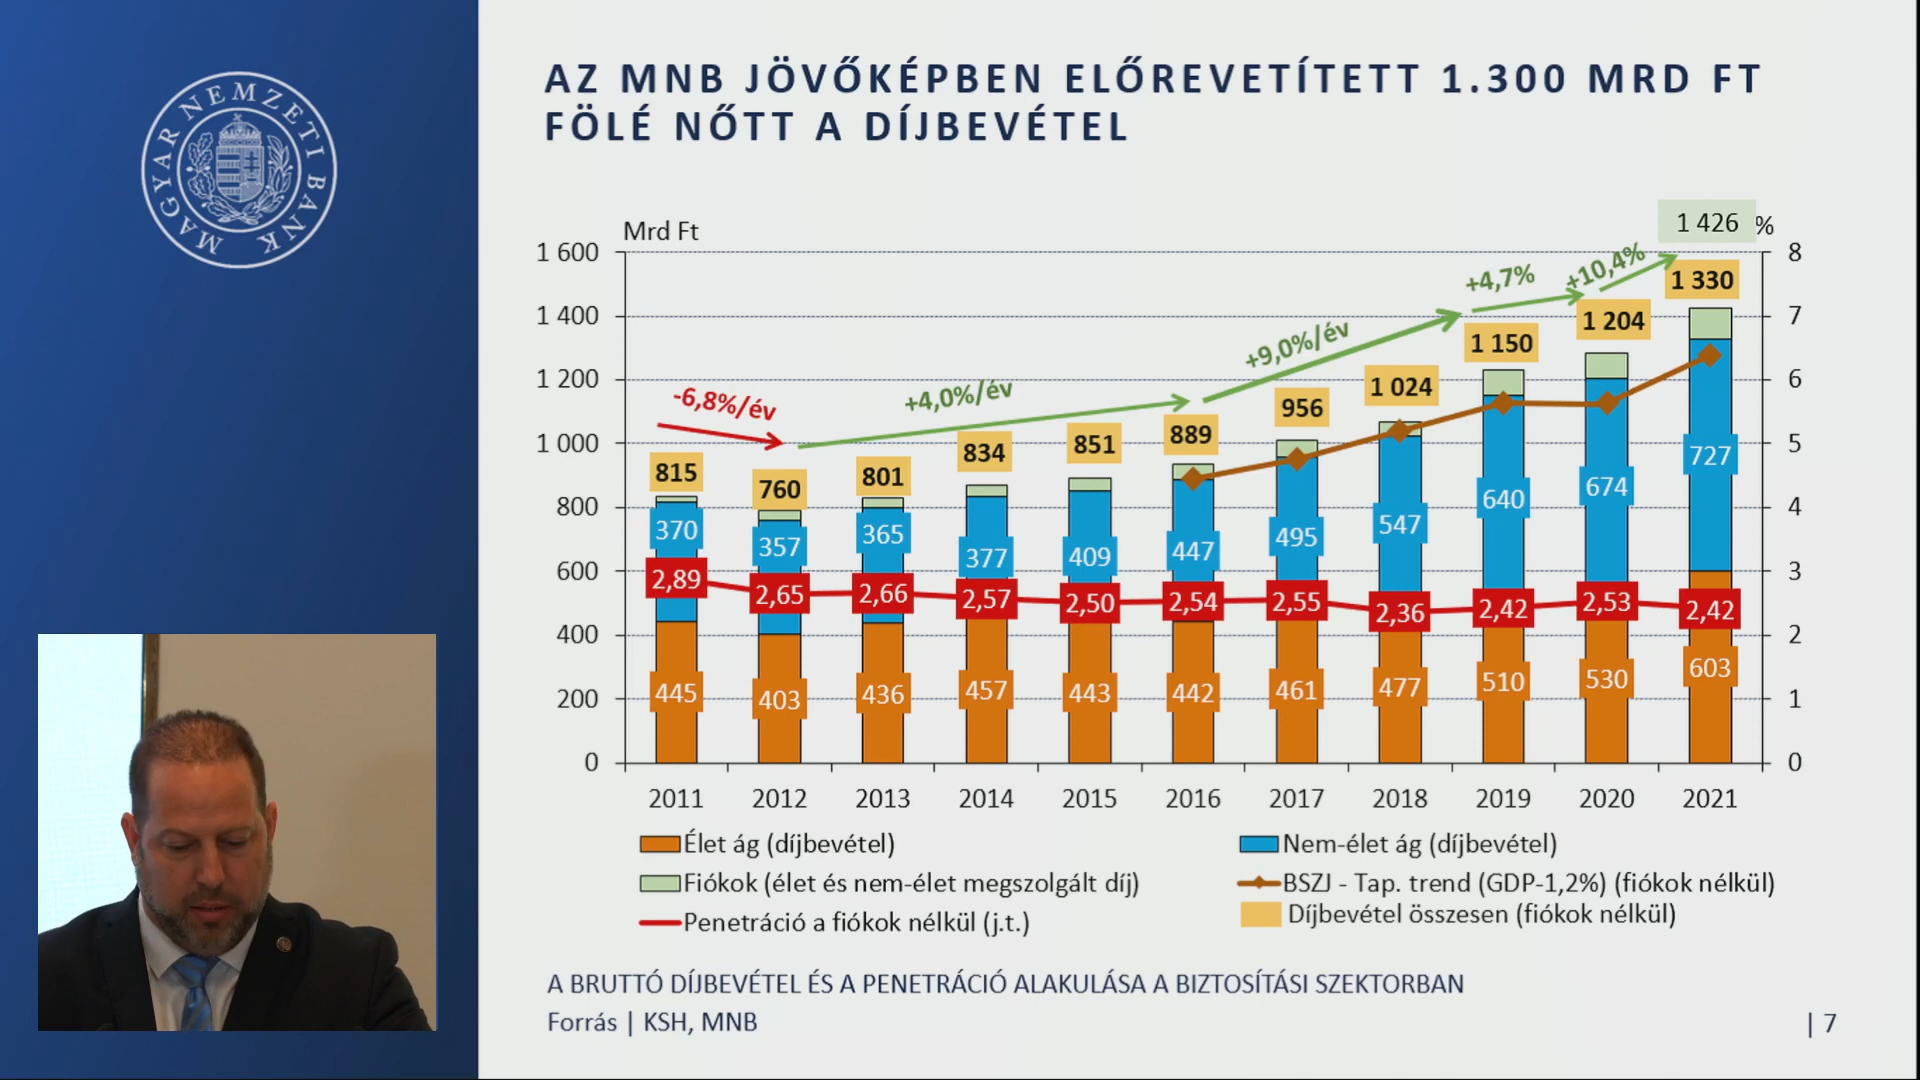 MAGYAR NEMZETI BANK
AZ MNB JÖVŐKÉPBEN ELŐREVETÍTETT 1.300 MRD FT
FÖLÉ NŐTT A DÍJBEVÉTEL
Mrd Ft
1 426 %
1 600
1 400
1 200
1 000
800
600
400
200
0
8
7
6
5
4
3
2
1
0
-6,8%/év
+4,0%/év
+9,0%/év
+4,7%
+10,4%
815 760 801 834 851 889 956 1 024 1 150 1 204 1 330
370 357 365 377 409 447 495 547 640 674 727
2,89 2,65 2,66 2,57 2,50 2,54 2,55 2,36 2,42 2,53 2,42
445 403 436 457 443 442 461 477 510 530 603
2011 2012 2013 2014 2015 2016 2017 2018 2019 2020 2021
Élet ág (díjbevétel)
Nem-élet ág (díjbevétel)
Fiókok (élet és nem-élet megszolgált díj)
BSZJ - Tap. trend (GDP-1,2%) (fiókok nélkül)
Penetráció a fiókok nélkül (j.t.)
Díjbevétel összesen (fiókok nélkül)
A BRUTTÓ DÍJBEVÉTEL ÉS A PENETRÁCIÓ ALAKULÁSA A BIZTOSÍTÁSI SZEKTORBAN
Forrás | KSH, MNB
| 7